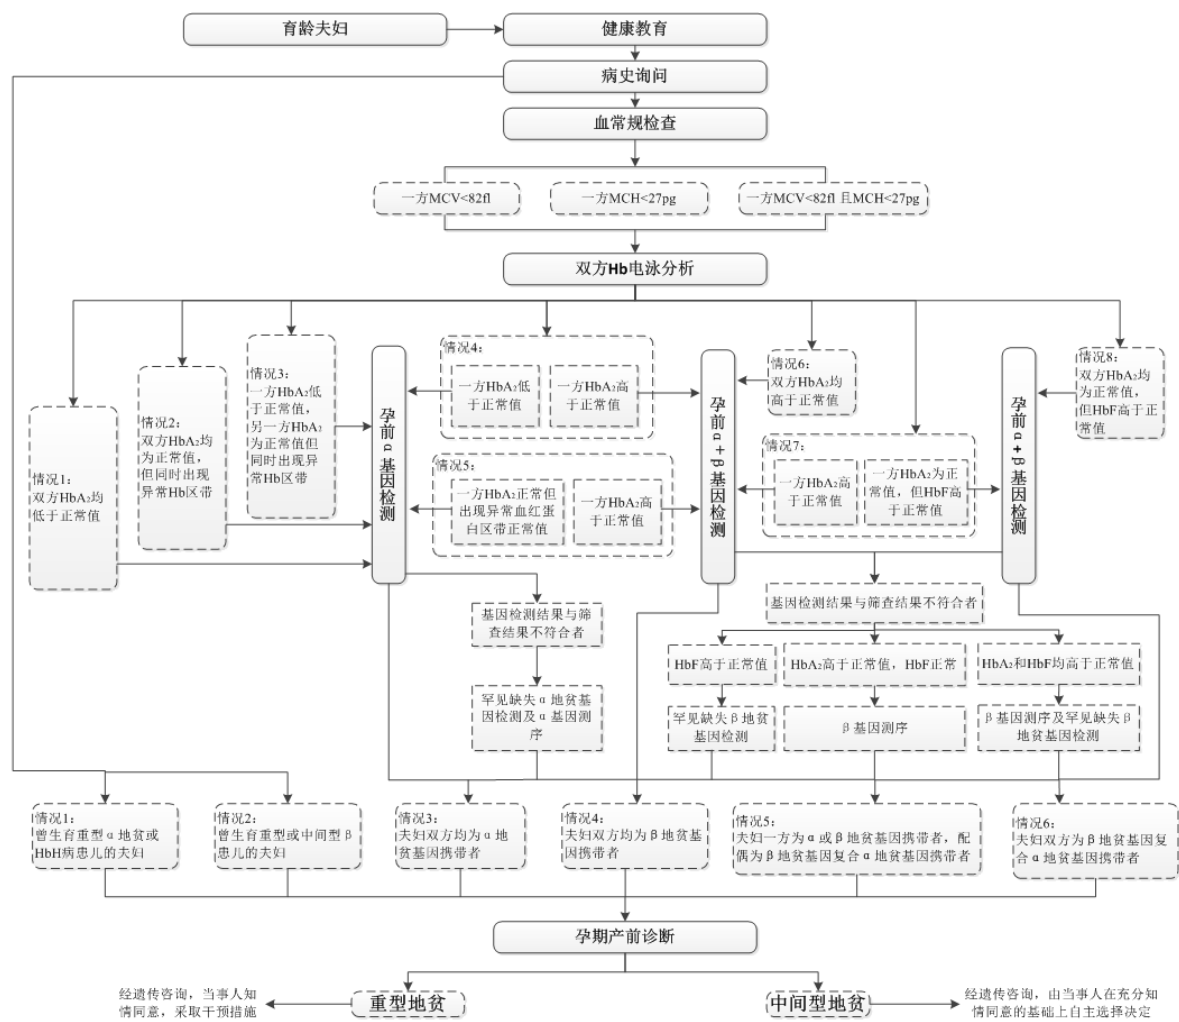 育龄夫妇
健康教育
病史询问
血常规检查
一方MCV<82fl
一方MCH<27pg
一方MCV<82fl 且MCH<27pg
双方Hb电泳分析
情况1：
双方HbA₂均
低于正常值
情况2：
双方HbA₂均
为正常值，
但同时出现
异常Hb区带
情况3：
一方HbA₂低
于正常值，
另一方HbA₂
为正常值但
同时出现异
常Hb区带
孕前α基因检测
情况4：
一方HbA₂低
于正常值
一方HbA₂高
于正常值
情况5：
一方HbA₂正常但
出现异常血红蛋
白区带正常值
一方HbA₂高
于正常值
孕前α+β基因检测
情况6：
双方HbA₂均
高于正常值
情况7：
一方HbA₂高
于正常值
一方HbA₂为正
常值，但HbF高
于正常值
孕前α+β基因检测
情况8：
双方HbA₂均
为正常值，
但HbF高于正
常值
基因检测结果与筛
查结果不符合者
罕见缺失α地贫基
因检测及α基因测
序
基因检测结果与筛查结果不符合者
HbF高于正常值
HbA₂高于正常值，HbF正常
HbA₂和HbF均高于正常值
罕见缺失β地贫
基因检测
β基因测序
β基因测序及罕见缺失β
地贫基因检测
情况1：
曾生育重型α地贫或
HbH病患儿的夫妇
情况2：
曾生育重型或中间型β
患儿的夫妇
情况3：
夫妇双方均为α地
贫基因携带者
情况4：
夫妇双方均为β地贫基
因携带者
情况5：
夫妇一方为α或β地贫基因携带者，配
偶为β地贫基因复合α地贫基因携带者
情况6：
夫妇双方为β地贫基因复
合α地贫基因携带者
孕期产前诊断
重型地贫
中间型地贫
经遗传咨询，当事人知
情同意，采取干预措施
经遗传咨询，由当事人在充分知
情同意的基础上自主选择决定